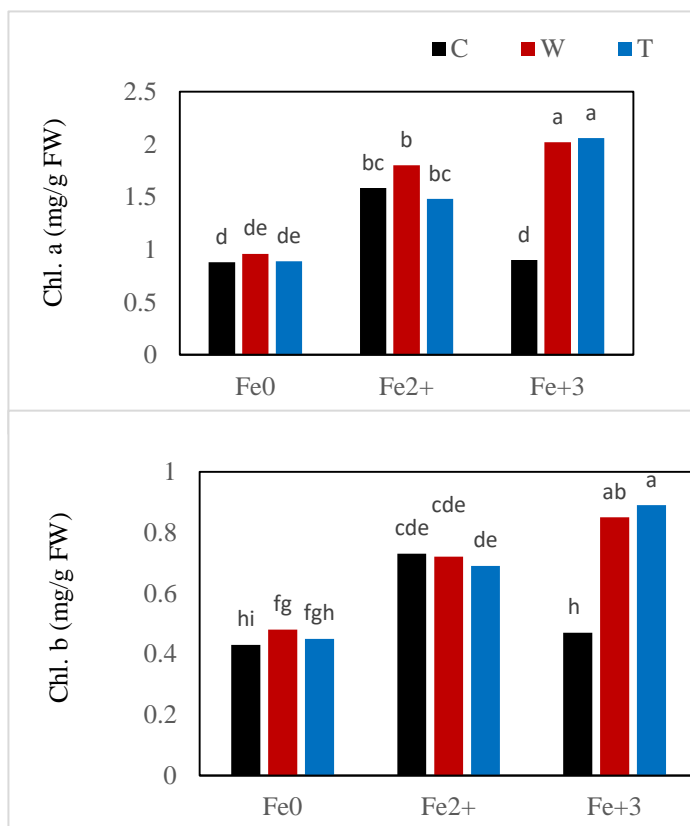 C W T
Chl. a (mg/g FW)
2.5
2
1.5
1
0.5
0
d de de bc b bc d a a
Fe0 Fe2+ Fe+3
Chl. b (mg/g FW)
1
0.8
0.6
0.4
0.2
0
hi fg fgh cde cde de h ab a
Fe0 Fe2+ Fe+3